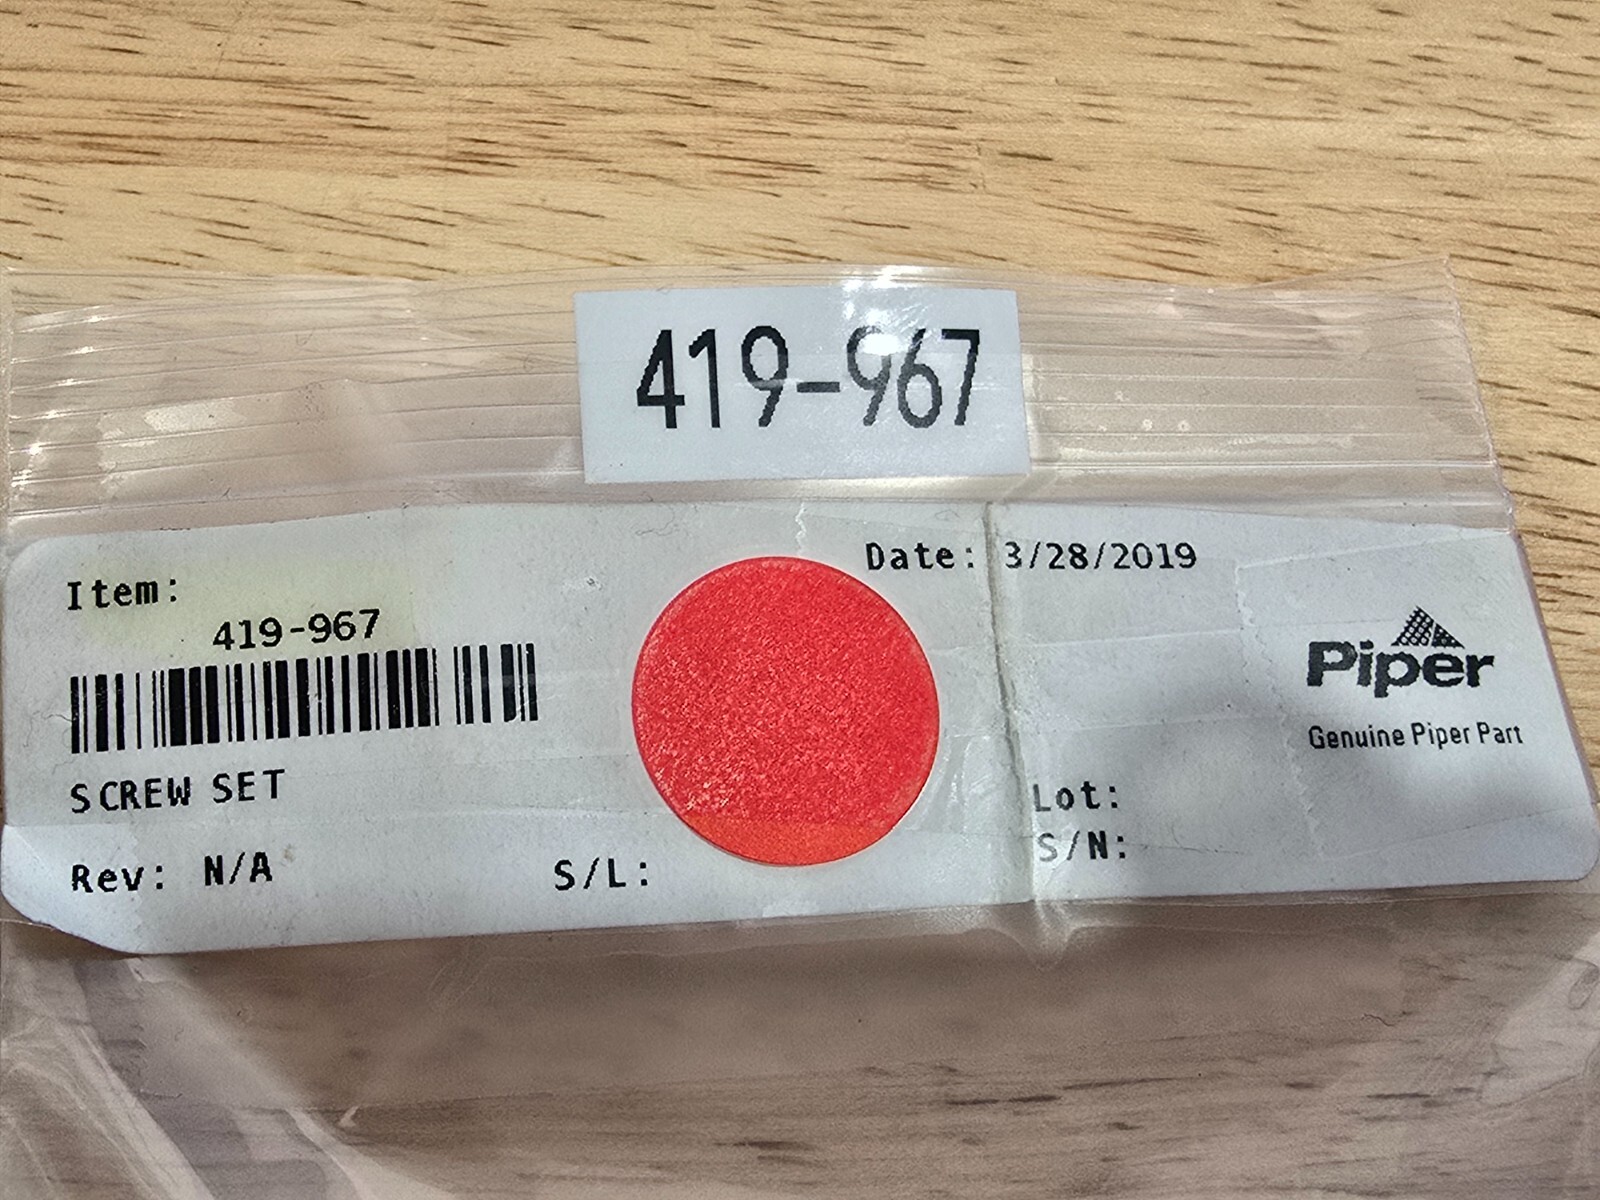 419-967
Item:
419-967
SCREW SET
Rev: N/A
S/L:
Date: 3/28/2019
Piper
Genuine Piper Part
Lot:
S/N: